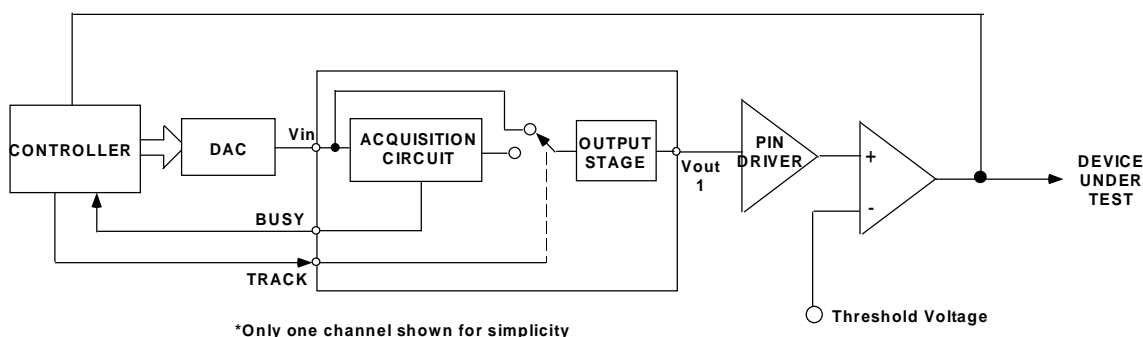 CONTROLLER
DAC
Vin
ACQUISITION
CIRCUIT
OUTPUT
STAGE
Vout
1
PIN
DRIVER
+
-
DEVICE
UNDER
TEST
BUSY
TRACK
Threshold Voltage
*Only one channel shown for simplicity